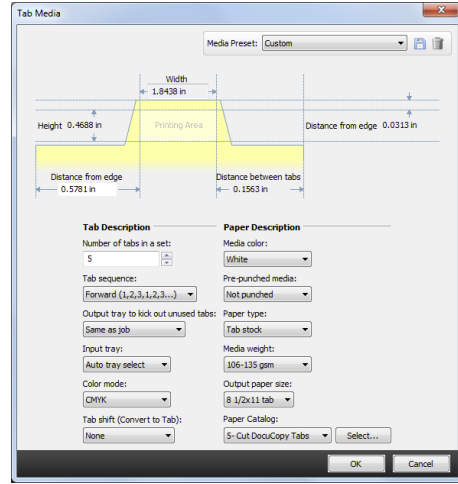 Tab Media
Media Preset: Custom
Width
1.8438 in
Height 0.4688 in
Printing Area
Distance from edge 0.0313 in
Distance from edge
0.5781 in
Distance between tabs
0.1563 in
Tab Description
Paper Description
Number of tabs in a set:
Media color:
5
White
Tab sequence:
Pre-punched media:
Forward (1,2,3,1,2,3...)
Not punched
Output tray to kick out unused tabs:
Paper type:
Same as job
Tab stock
Input tray:
Media weight:
Auto tray select
106-135 gsm
Color mode:
Output paper size:
CMYK
8 1/2x11 tab
Tab shift (Convert to Tab):
Paper Catalog:
None
5- Cut DocuCopy Tabs
Select...
OK
Cancel